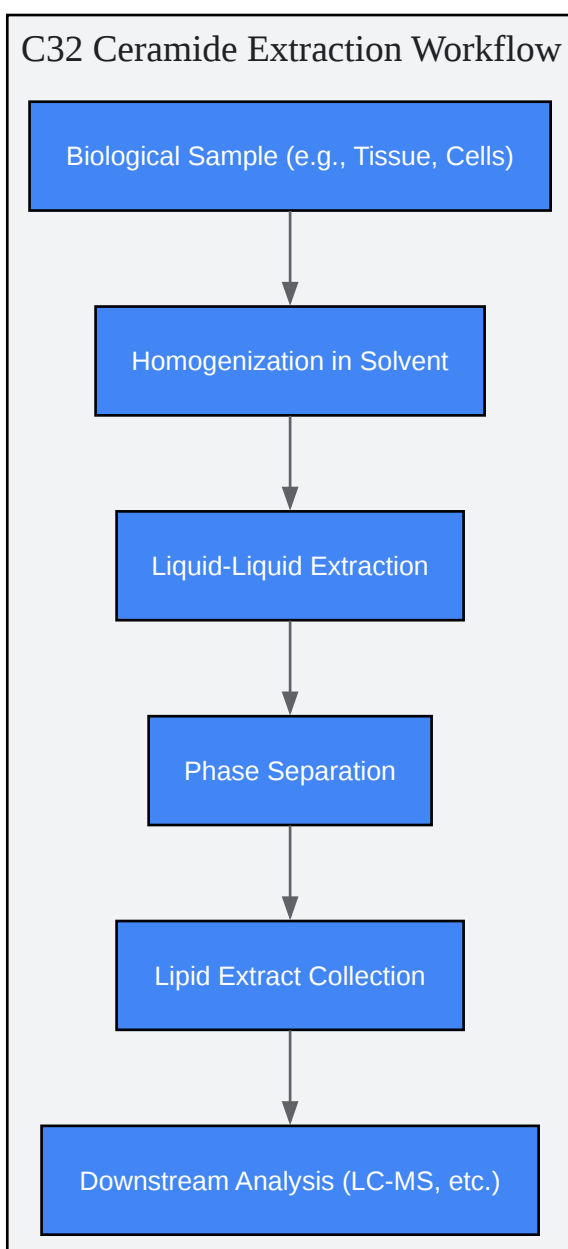 C32 Ceramide Extraction Workflow
Biological Sample (e.g., Tissue, Cells)
Homogenization in Solvent
Liquid-Liquid Extraction
Phase Separation
Lipid Extract Collection
Downstream Analysis (LC-MS, etc.)